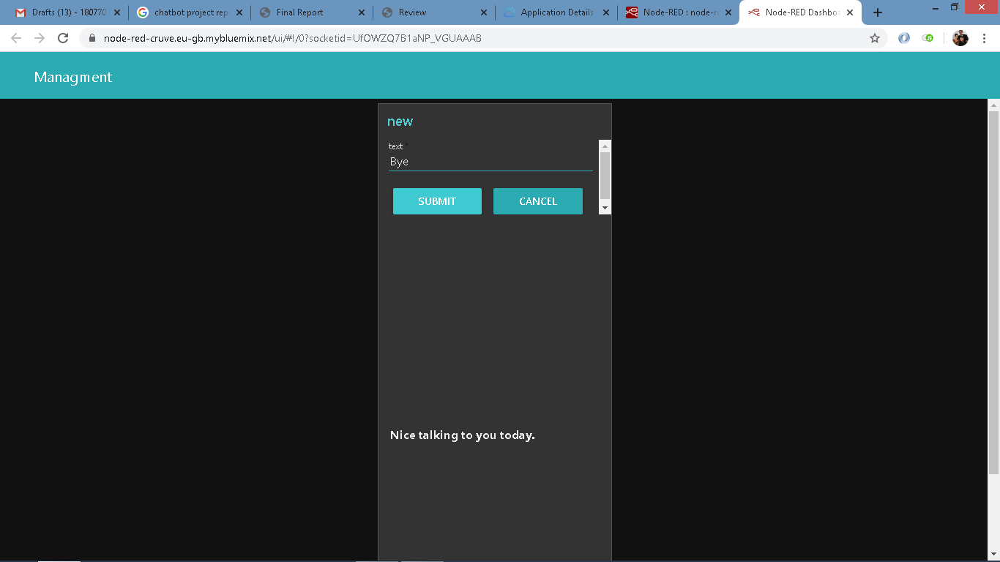 Drafts (13) - 180770
chatbot project rep
Final Report
Review
Application Details
Node-RED : node-r
Node-RED Dashboa
node-red-cruve.eu-gb.mybluemix.net/ui/#!/0?socketid=UfOWZQ7B1aNP_VGUAAAB
Managment
new
text *
Bye
SUBMIT CANCEL
Nice talking to you today.